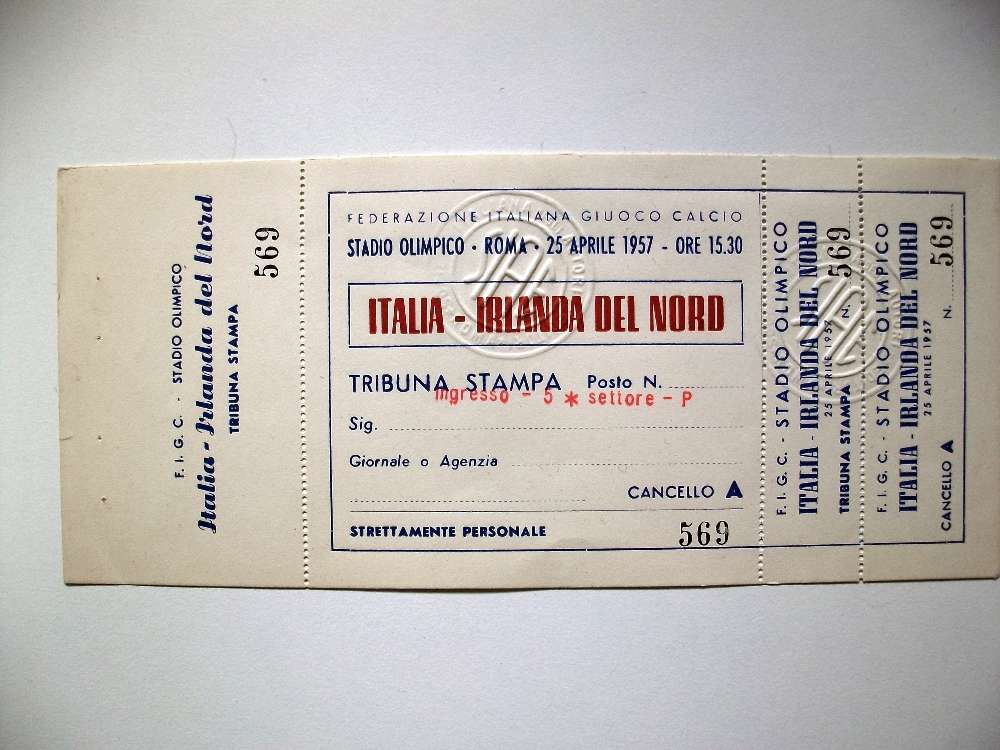 F. I. G. C. - STADIO OLIMPICO
Italia - Irlanda del Nord
TRIBUNA STAMPA
569
FEDERAZIONE ITALIANA GIUOCO CALCIO
STADIO OLIMPICO - ROMA - 25 APRILE 1957 - ORE 15.30
ITALIA - IRLANDA DEL NORD
TRIBUNA STAMPA Posto N.
Ingresso - 5 * settore - P
Sig.
Giornale o Agenzia
CANCELLO A
STRETTAMENTE PERSONALE 569
F. I. G. C. - STADIO OLIMPICO
ITALIA - IRLANDA DEL NORD
25 APRILE 1957
TRIBUNA STAMPA N. 569
F. I. G. C. - STADIO OLIMPICO
ITALIA - IRLANDA DEL NORD
25 APRILE 1957
CANCELLO A N. 569